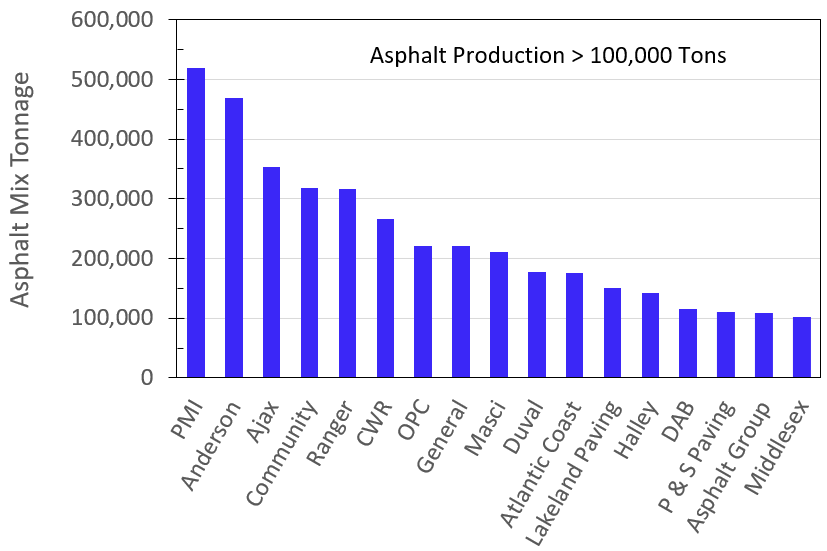 Asphalt Production > 100,000 Tons
Asphalt Mix Tonnage
600,000
500,000
400,000
300,000
200,000
100,000
0
PMI
Anderson
Ajax
Community
Ranger
CWR
OPC
General
Masci
Duval
Atlantic Coast
Lakeland Paving
Halley
DAB
P & S Paving
Asphalt Group
Middlesex